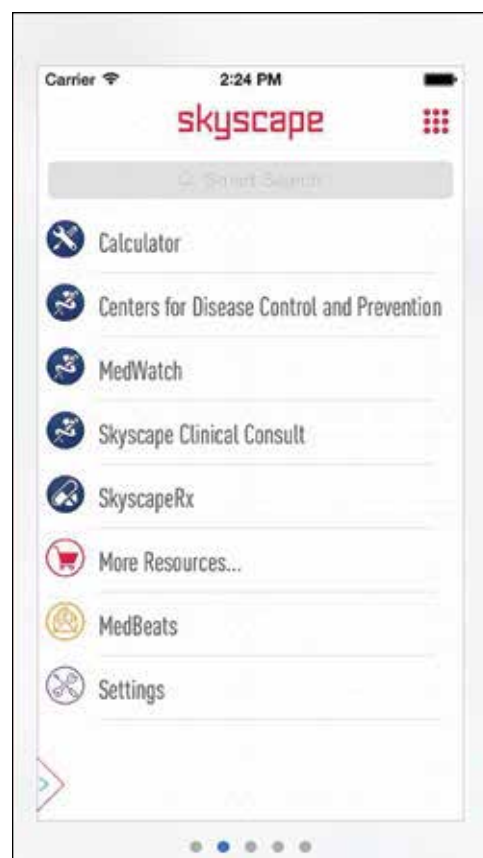 Carrier 2:24 PM
skyscape
Smart Search
Calculator
Centers for Disease Control and Prevention
MedWatch
Skyscape Clinical Consult
SkyscapeRx
More Resources...
MedBeats
Settings